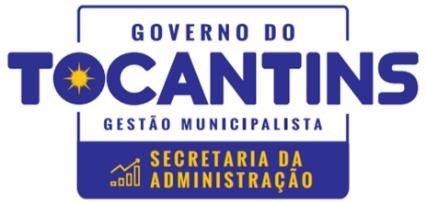 GOVERNO DO
TOCANTINS
GESTÃO MUNICIPALISTA
SECRETARIA DA
ADMINISTRAÇÃO